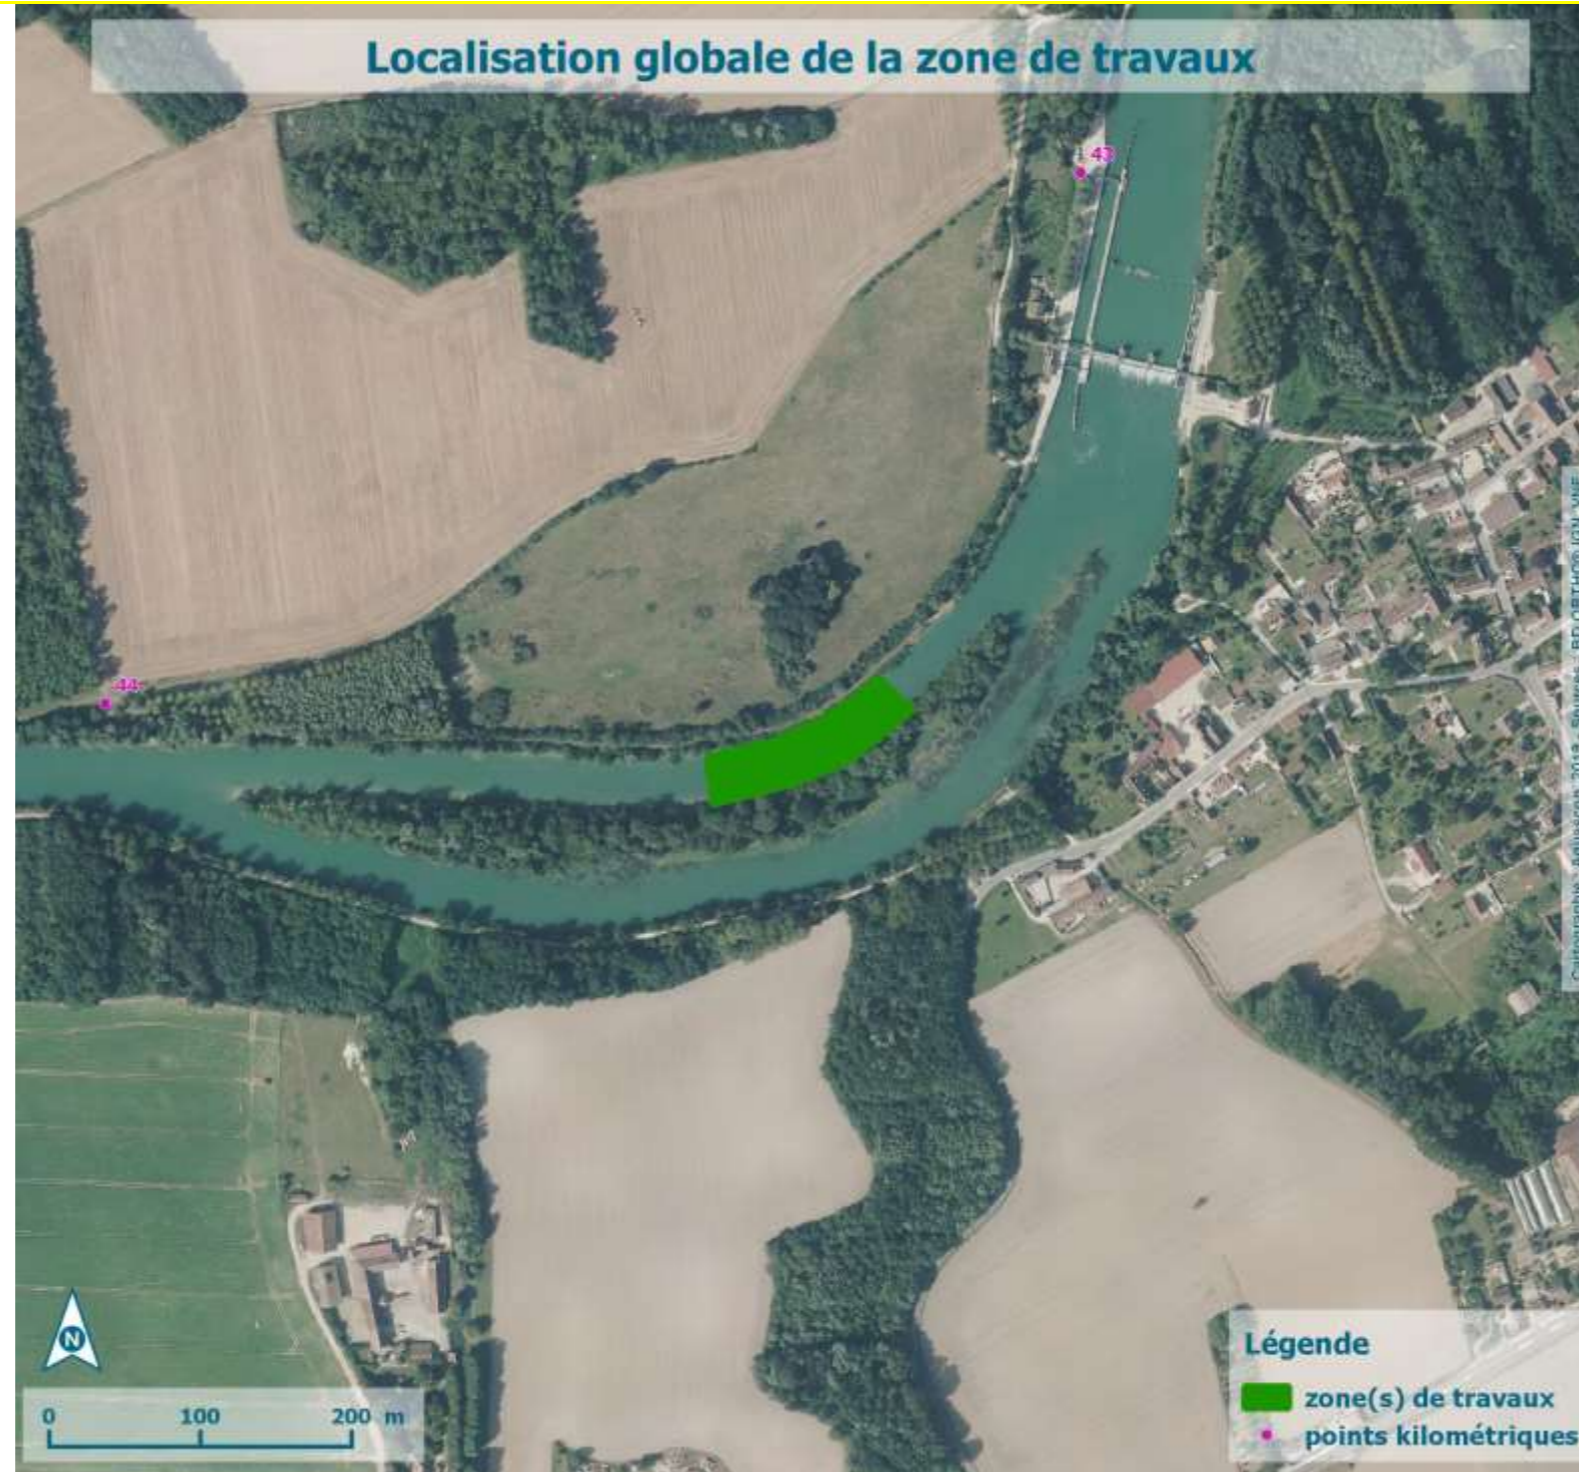 Localisation globale de la zone de travaux
43
44
N
0 100 200 m
Légende
zone(s) de travaux
points kilométriques